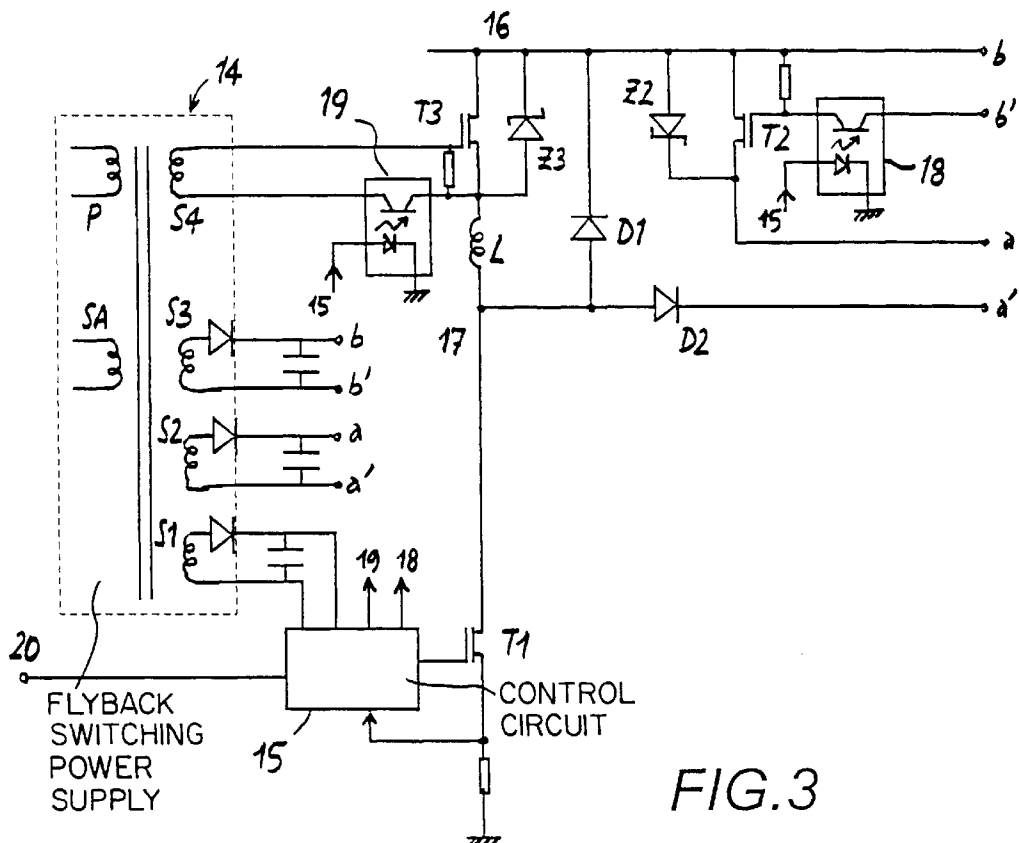 16
b
14
19
T3
Z2
b'
Z3
T2
18
15
P
S4
L
D1
a
15
SA
S3
17
D2
a'
b
b'
S2
a
a'
S1
19 18
20
T1
FLYBACK
SWITCHING
POWER
SUPPLY
15
CONTROL
CIRCUIT
FIG.3